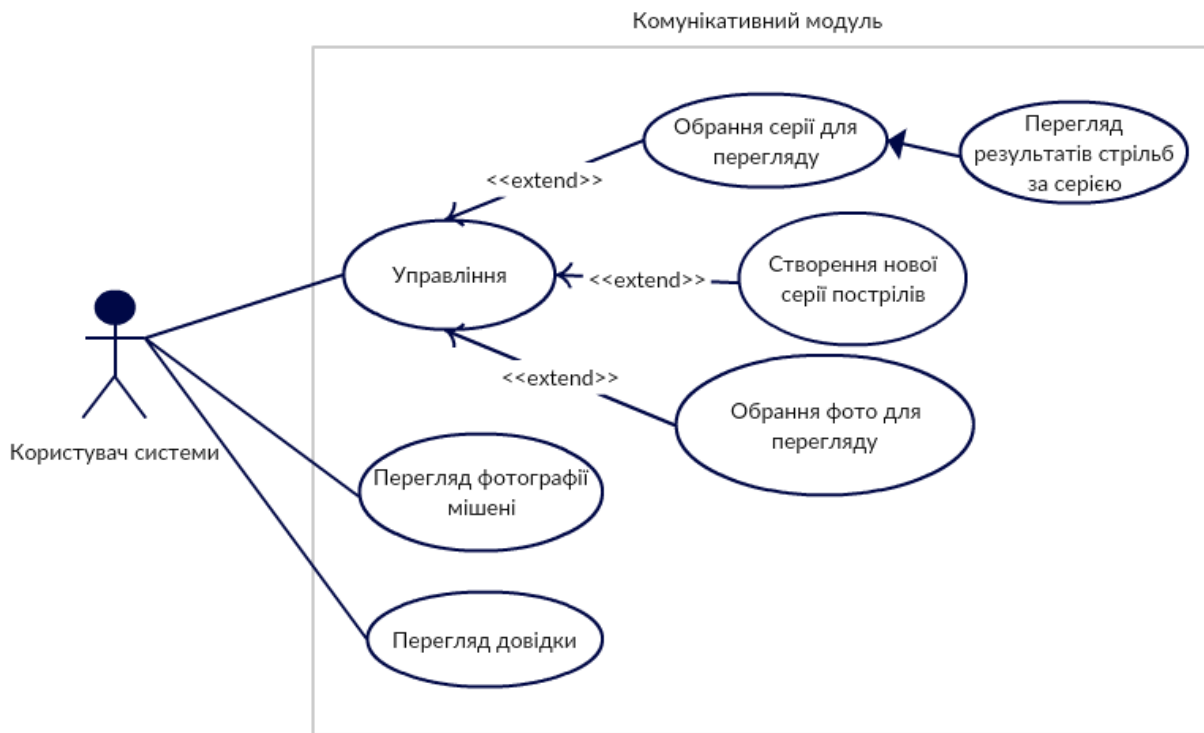 Комунікативний модуль
Обрання серії для
перегляду
Перегляд
результатів стрільб
за серією
<<extend>>
Управління
<<extend>>
Створення нової
серії пострілів
<<extend>>
Обрання фото для
перегляду
Користувач системи
Перегляд фотографії
мішені
Перегляд довідки